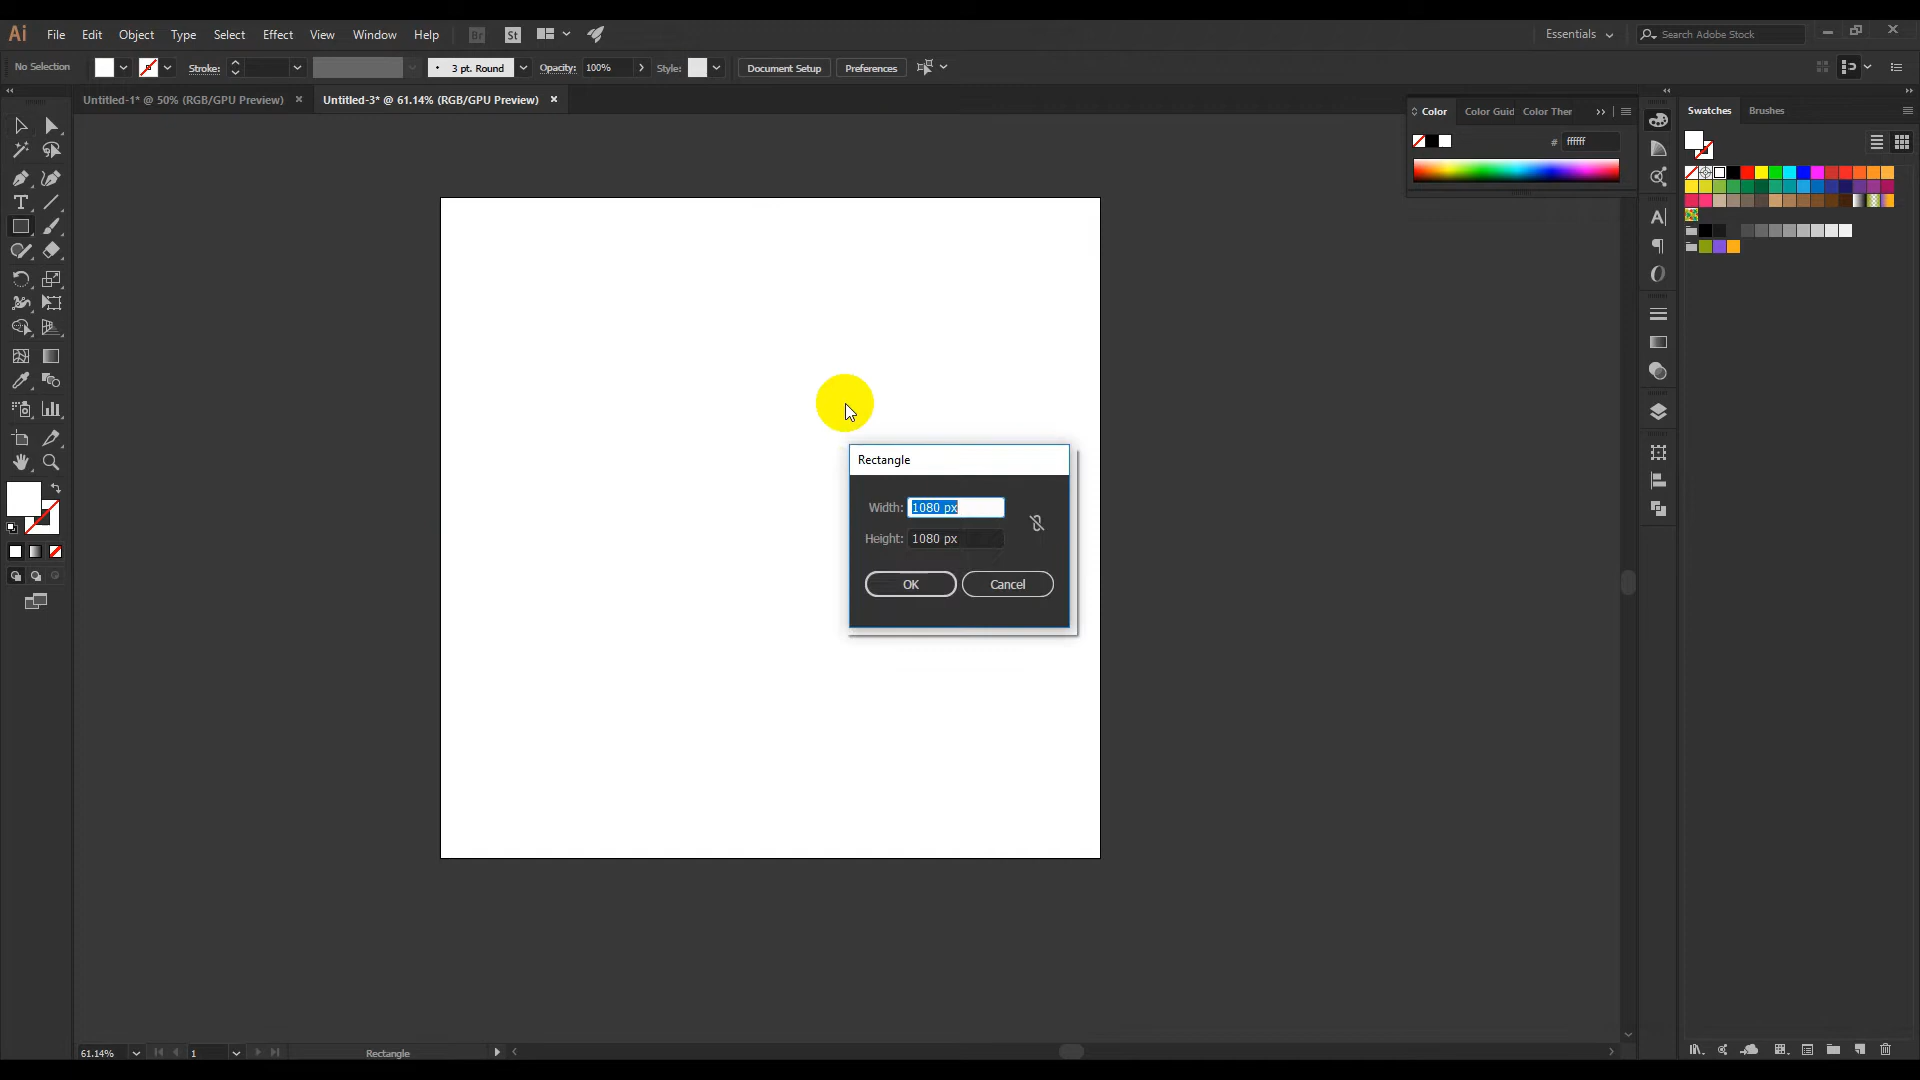 Ai File Edit Object Type Select Effect View Window Help Br St Essentials Search Adobe Stock
No Selection Stroke: 3 pt. Round Opacity: 100% Style: Document Setup Preferences
Untitled-1* @ 50% (RGB/GPU Preview) × Untitled-3* @ 61.14% (RGB/GPU Preview) ×
Color Color Guid Color Ther
# ffffff
Swatches Brushes
Rectangle
Width: 1080 px
Height: 1080 px
OK Cancel
61.14% 1 Rectangle